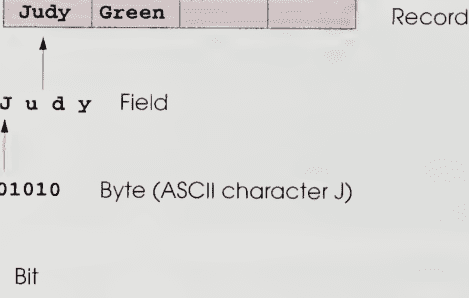 Judy Green Record
J u d y Field
01010 Byte (ASCII character J)
Bit